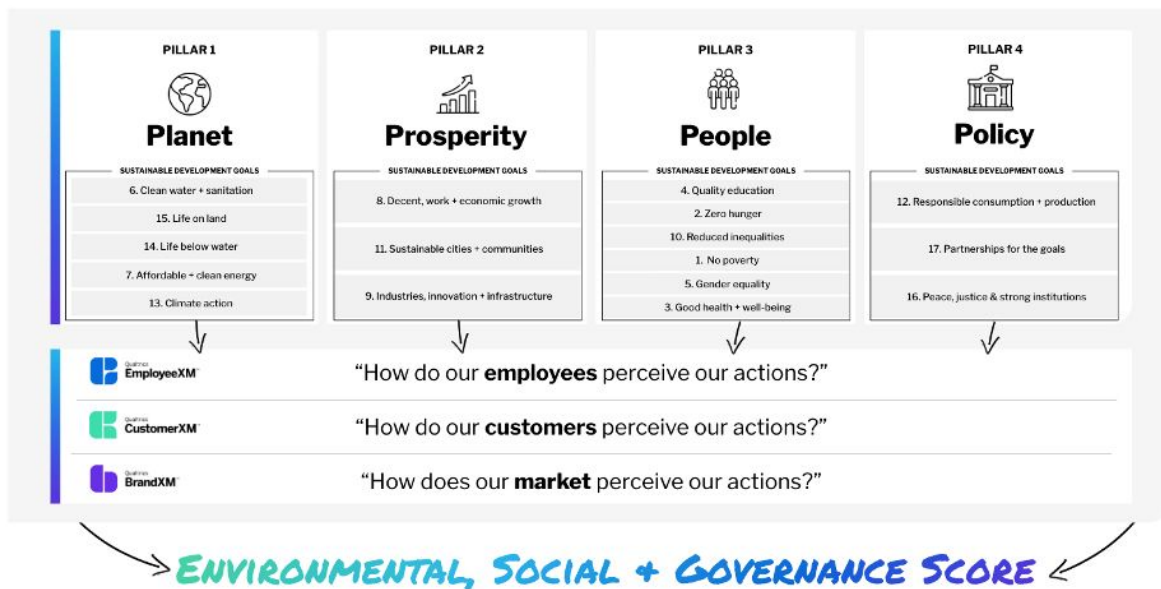 PILLAR 1
Planet
SUSTAINABLE DEVELOPMENT GOALS
6. Clean water + sanitation
15. Life on land
14. Life below water
7. Affordable + clean energy
13. Climate action
PILLAR 2
Prosperity
SUSTAINABLE DEVELOPMENT GOALS
8. Decent, work + economic growth
11. Sustainable cities + communities
9. Industries, innovation + infrastructure
PILLAR 3
People
SUSTAINABLE DEVELOPMENT GOALS
4. Quality education
2. Zero hunger
10. Reduced inequalities
1. No poverty
5. Gender equality
3. Good health + well-being
PILLAR 4
Policy
SUSTAINABLE DEVELOPMENT GOALS
12. Responsible consumption + production
17. Partnerships for the goals
16. Peace, justice & strong institutions
Qualtrics
EmployeeXM™
“How do our employees perceive our actions?”
Qualtrics
CustomerXM™
“How do our customers perceive our actions?”
Qualtrics
BrandXM™
“How does our market perceive our actions?”
ENVIRONMENTAL, SOCIAL + GOVERNANCE SCORE